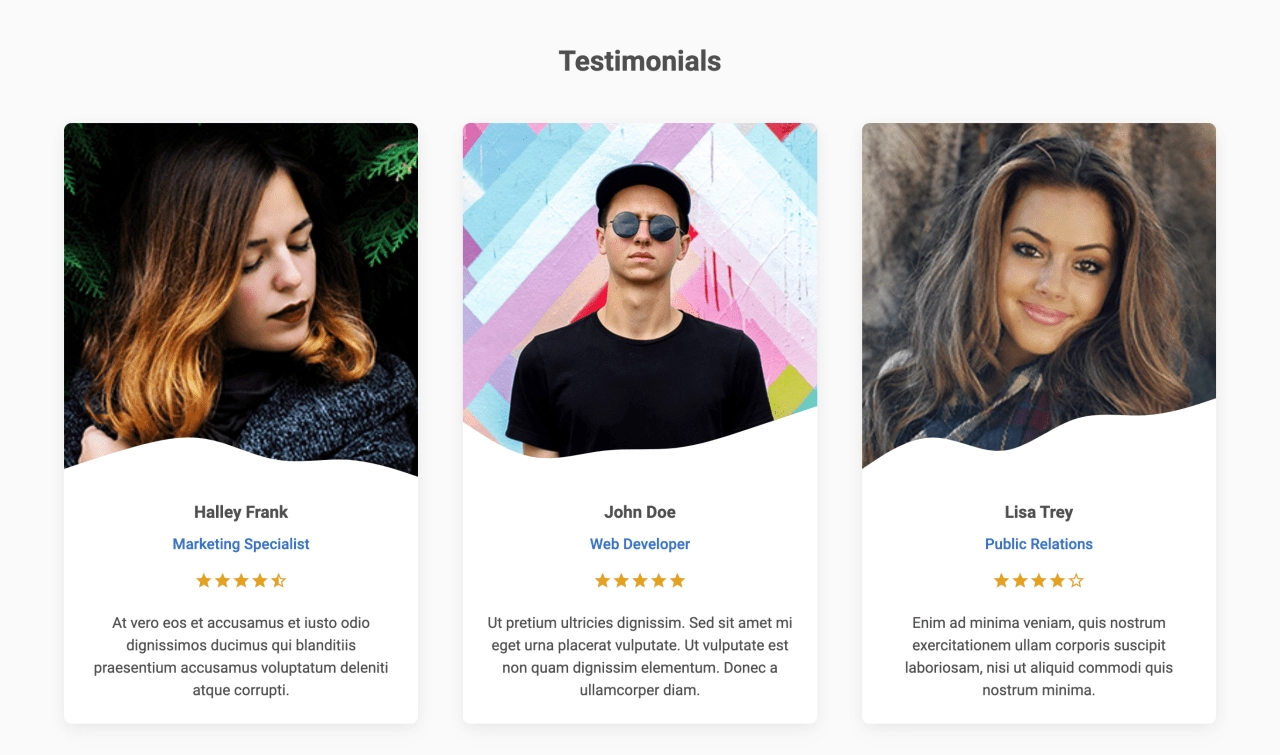 Testimonials
Halley Frank
Marketing Specialist
At vero eos et accusamus et iusto odio
dignissimos ducimus qui blanditiis
praesentium accusamus voluptatum deleniti
atque corrupti.
John Doe
Web Developer
Ut pretium ultricies dignissim. Sed sit amet mi
eget urna placerat vulputate. Ut vulputate est
non quam dignissim elementum. Donec a
ullamcorper diam.
Lisa Trey
Public Relations
Enim ad minima veniam, quis nostrum
exercitationem ullam corporis suscipit
laboriosam, nisi ut aliquid commodi quis
nostrum minima.